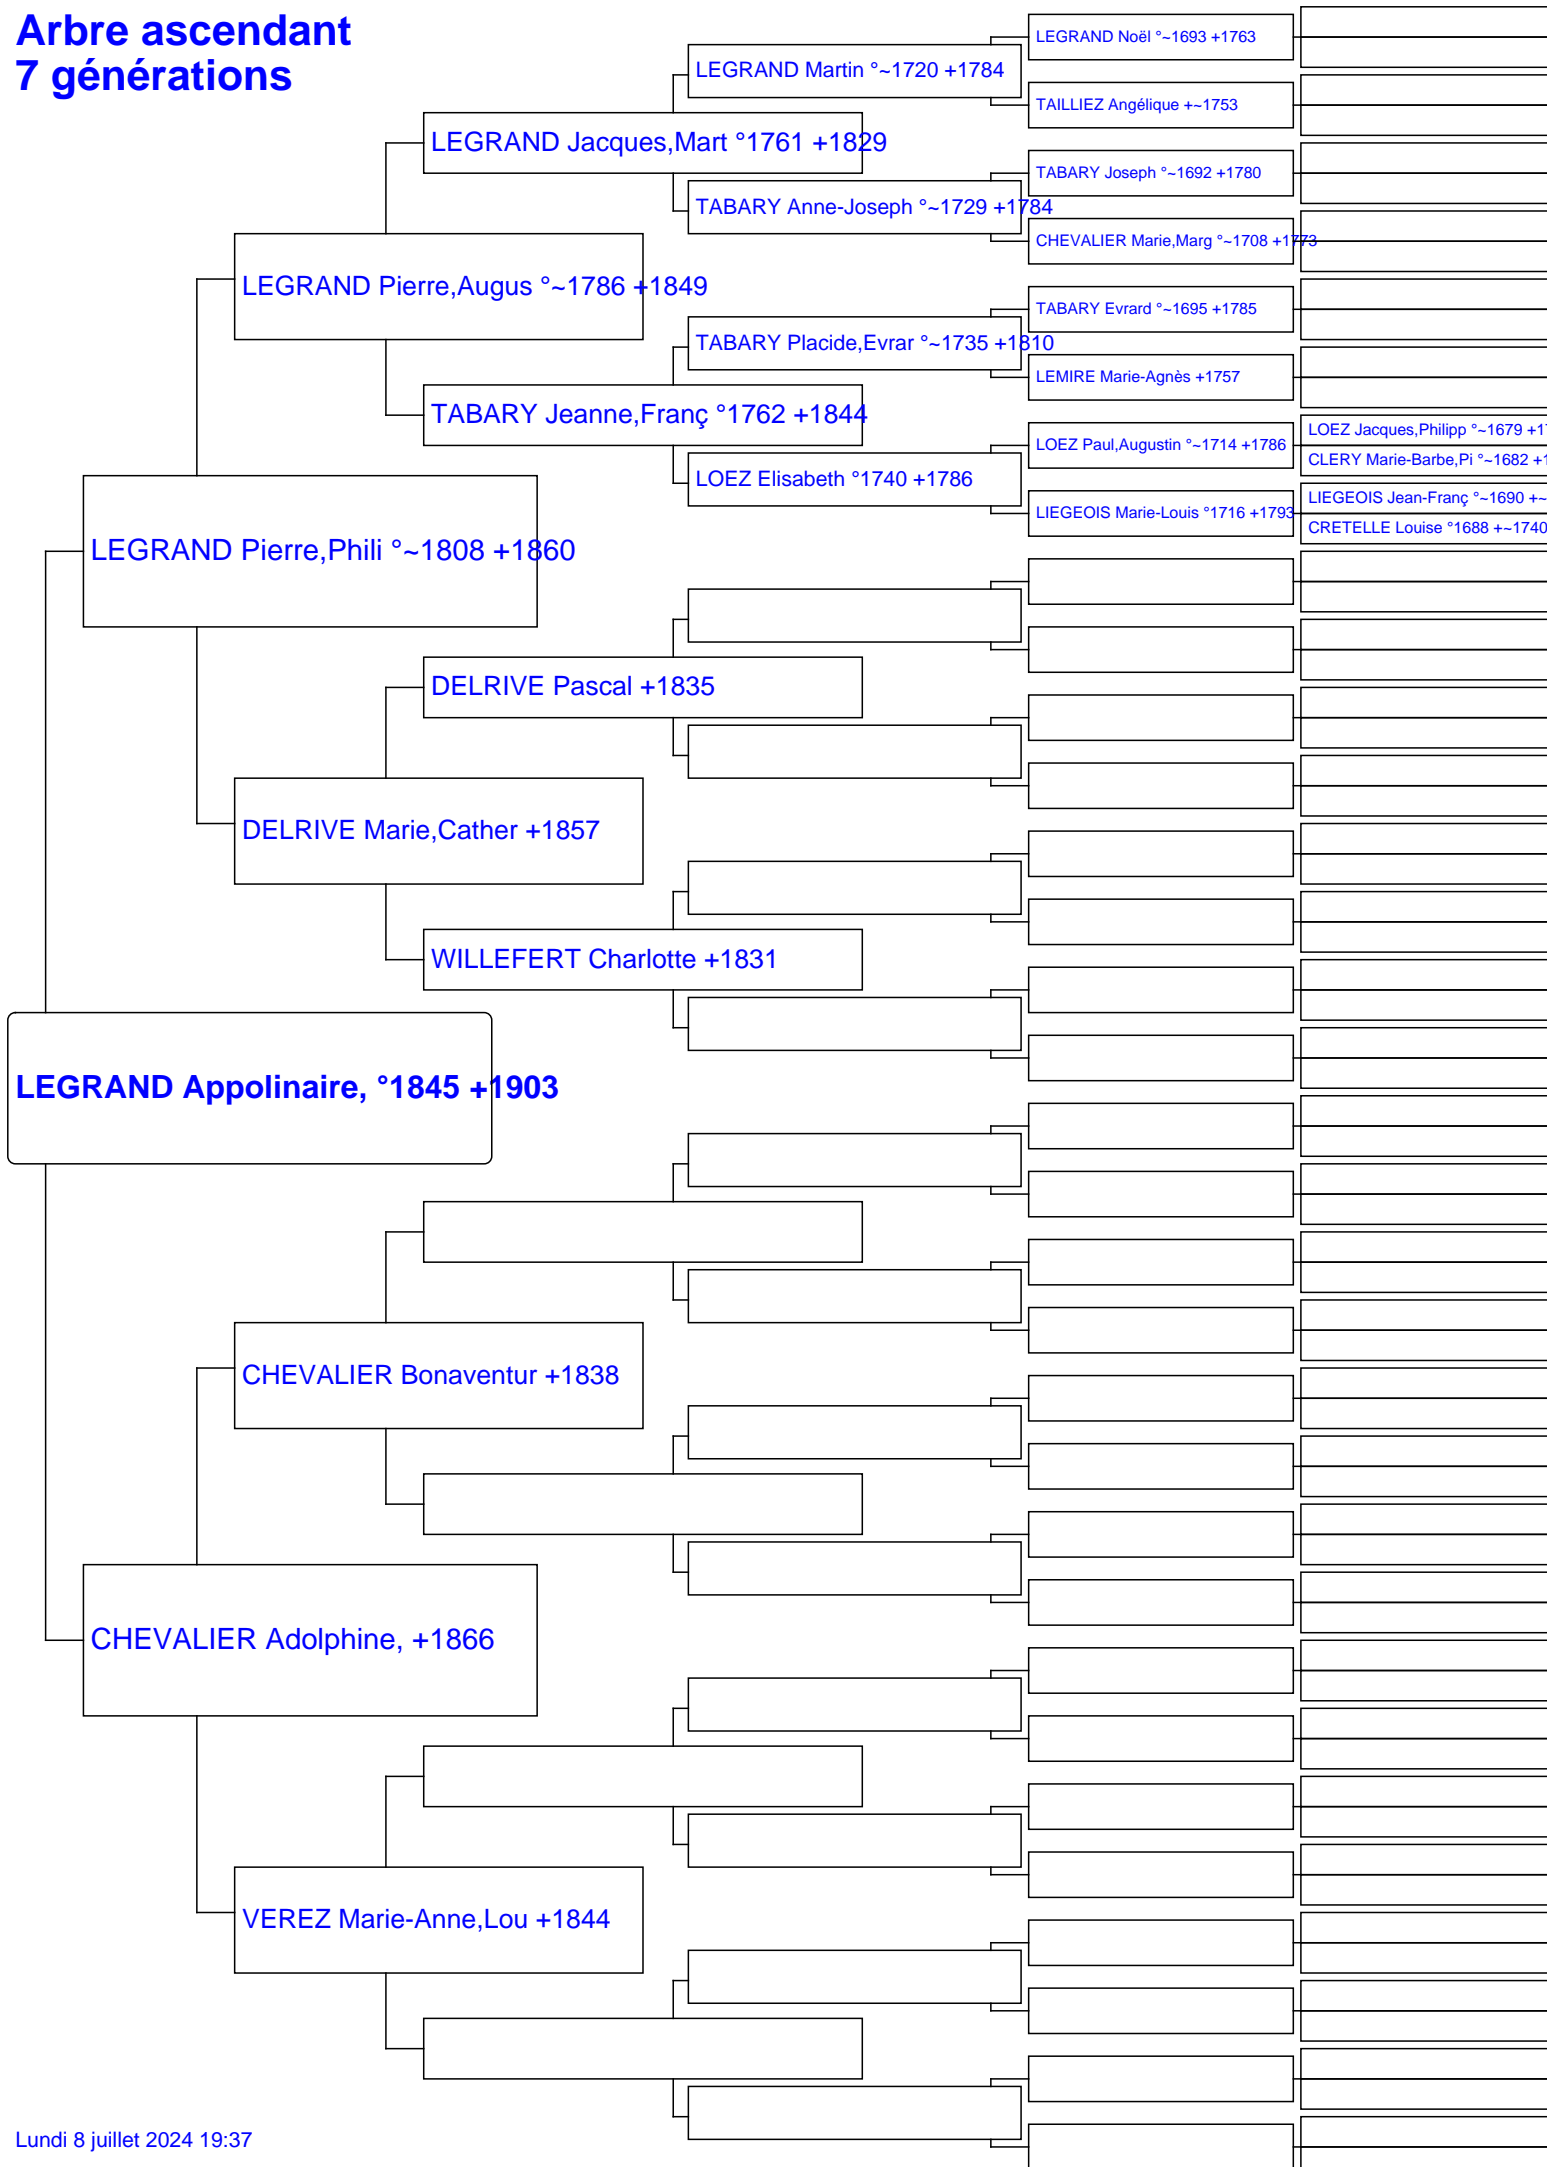 Arbre ascendant
7 générations
LEGRAND Noël °~1693 +1763
LEGRAND Martin °~1720 +1784
TAILLIEZ Angélique +~1753
LEGRAND Jacques,Mart °1761 +1829
TABARY Joseph °~1692 +1780
TABARY Anne-Joseph °~1729 +1784
CHEVALIER Marie,Marg °~1708 +1773
LEGRAND Pierre,Augus °~1786 +1849
TABARY Evrard °~1695 +1785
TABARY Placide,Evrar °~1735 +1810
LEMIRE Marie-Agnès +1757
TABARY Jeanne,Franç °1762 +1844
LOEZ Jacques,Philipp °~1679 +1
LOEZ Paul,Augustin °~1714 +1786
CLERY Marie-Barbe,Pi °~1682 +1
LOEZ Elisabeth °1740 +1786
LIEGEOIS Jean-Franç °~1690 +~
LIEGEOIS Marie-Louis °1716 +1793
CRETELLE Louise °1688 +~1740
LEGRAND Pierre,Phili °~1808 +1860
DELRIVE Pascal +1835
DELRIVE Marie,Cather +1857
WILLEFERT Charlotte +1831
LEGRAND Appolinaire, °1845 +1903
CHEVALIER Bonaventur +1838
CHEVALIER Adolphine, +1866
VEREZ Marie-Anne,Lou +1844
Lundi 8 juillet 2024 19:37